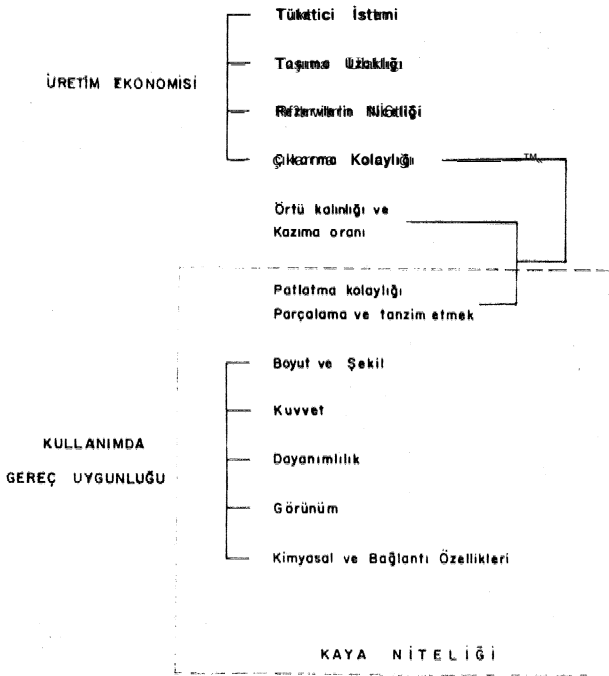 Tüketici İstemi
Taşıma Uzaklığı
ÜRETİM EKONOMİSİ
Rezervlerin Niteliği
Çıkarma Kolaylığı
TM
Örtü kalınlığı ve
Kazıma oranı
Patlatma kolaylığı
Parçalama ve tanzim etmek
Boyut ve Şekil
Kuvvet
KULLANIMDA
GEREÇ UYGUNLUĞU
Dayanımlılık
Görünüm
Kimyasal ve Bağlantı Özellikleri
KAYA NİTELİĞİ